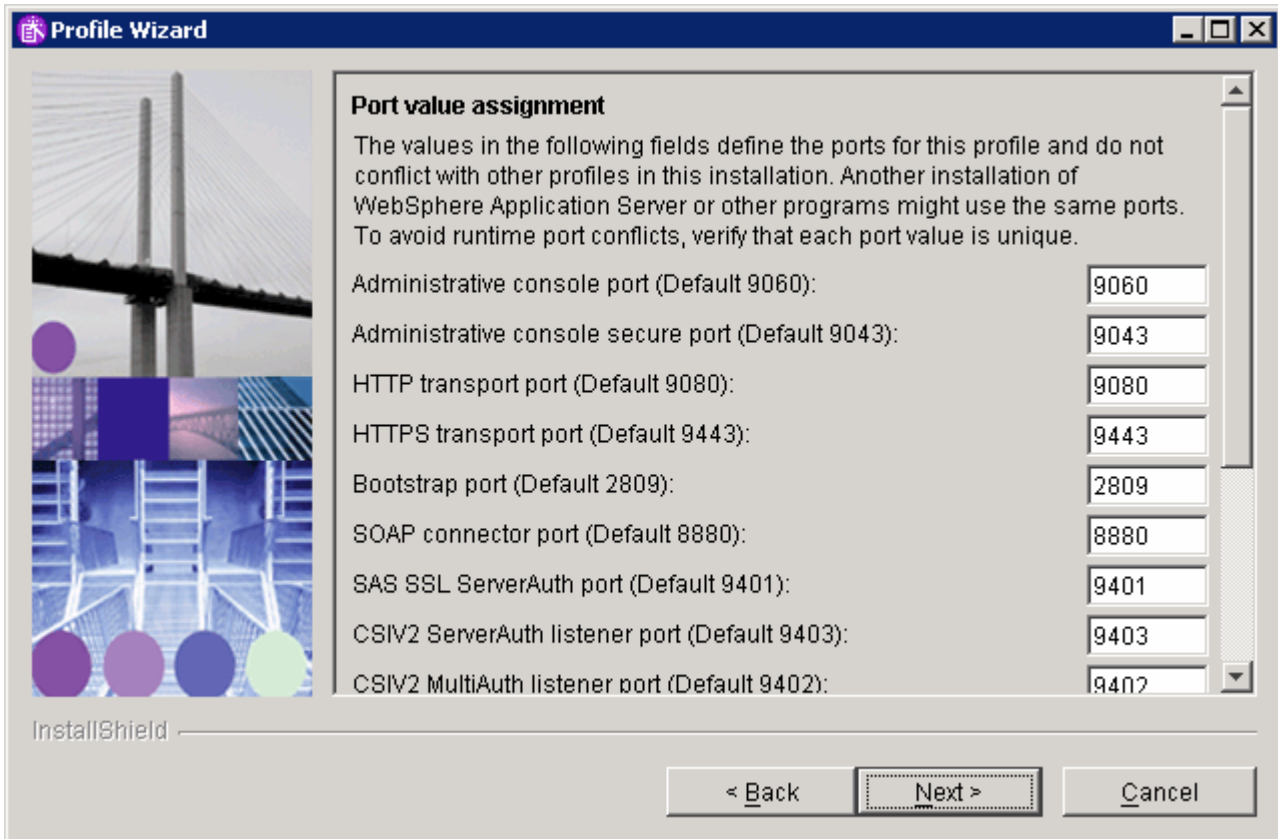 Profile Wizard
Port value assignment
The values in the following fields define the ports for this profile and do not
conflict with other profiles in this installation. Another installation of
WebSphere Application Server or other programs might use the same ports.
To avoid runtime port conflicts, verify that each port value is unique.
Administrative console port (Default 9060): 9060
Administrative console secure port (Default 9043): 9043
HTTP transport port (Default 9080): 9080
HTTPS transport port (Default 9443): 9443
Bootstrap port (Default 2809): 2809
SOAP connector port (Default 8880): 8880
SAS SSL ServerAuth port (Default 9401): 9401
CSIV2 ServerAuth listener port (Default 9403): 9403
CSIV2 MultiAuth listener port (Default 9402): 9402
InstallShield
< Back Next > Cancel